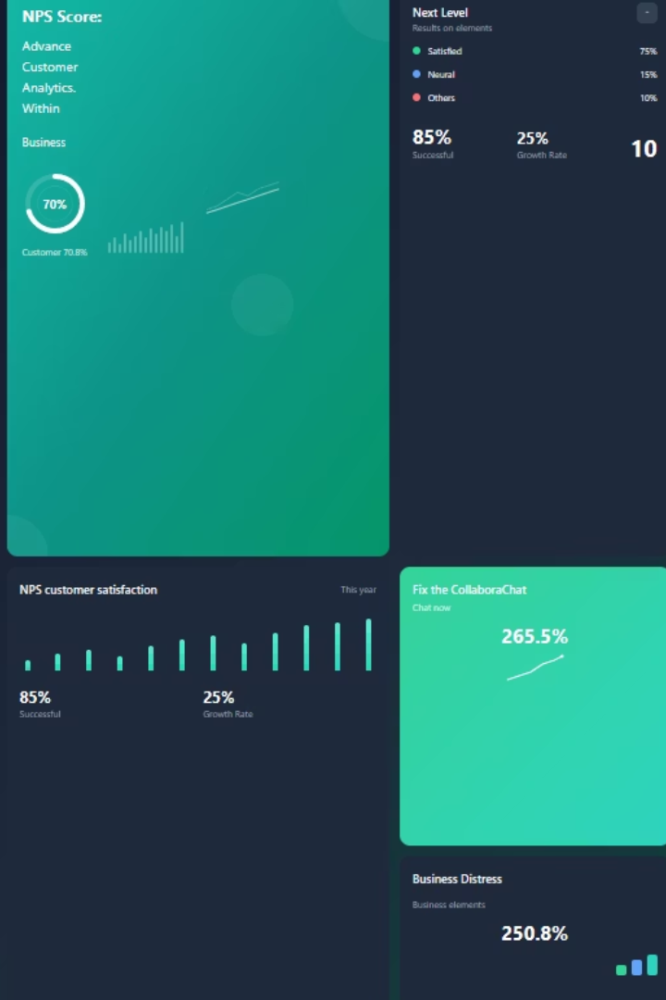 NPS Score:
Advance
Customer
Analytics.
Within
Business
70%
Customer 70.8%
Next Level
-
Results on elements
Satisfied 75%
Neural 15%
Others 10%
85%
Successful
25%
Growth Rate
10
NPS customer satisfaction
This year
85%
Successful
25%
Growth Rate
Fix the CollaboraChat
Chat now
265.5%
Business Distress
Business elements
250.8%